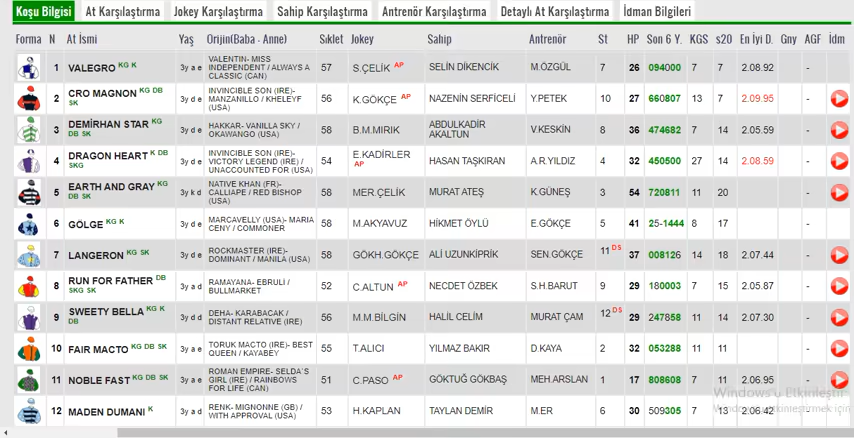 Koşu Bilgisi At Karşılaştırma Jokey Karşılaştırma Sahip Karşılaştırma Antrenör Karşılaştırma Detaylı At Karşılaştırma İdman Bilgileri
Forma N At İsmi Yaş Orijin(Baba - Anne) Sıklet Jokey Sahip Antrenör St HP Son 6 Y. KGS s20 En İyi D. Gny AGF İdm
1 VALEGRO KG K 3y a e VALENTIN- MISS INDEPENDENT / ALWAYS A CLASSIC (CAN) 57 S.ÇELİK AP SELİN DİKENCİK M.ÖZGÜL 7 26 094000 7 7 2.08.92 -
2 CRO MAGNON KG DB SK 3y d e INVINCIBLE SON (IRE)- MANZANILLO / KHELEYF (USA) 56 K.GÖKÇE AP NAZENİN SERFİCELİ Y.PETEK 10 27 660807 13 7 2.09.95 -
3 DEMİRHAN STAR KG DB SK 3y d e HAKKAR- VANILLA SKY / OKAWANGO (USA) 58 B.M.MIRIK ABDULKADİR AKALTUN V.KESKİN 8 36 474682 7 14 2.05.59 -
4 DRAGON HEART K DB SKG 3y d e INVINCIBLE SON (IRE)- VICTORY LEGEND (IRE) / UNACCOUNTED FOR (USA) 54 E.KADİRLER AP HASAN TAŞKIRAN A.R.YILDIZ 4 32 450500 27 14 2.08.59 -
5 EARTH AND GRAY KG DB SK 3y k d NATIVE KHAN (FR)- CALLIAPE / RED BISHOP (USA) 58 MER.ÇELİK MURAT ATEŞ K.GÜNEŞ 3 54 720811 11 20 -
6 GÖLGE KG K 3y d e MARCAVELLY (USA)- MARIA CENY / COMMONER 58 M.AKYAVUZ HİKMET ÖYLÜ E.GÖKÇE 5 41 25-1444 8 17 -
7 LANGERON KG SK 3y d e ROCKMASTER (IRE)- DOMINANT / MANILA (USA) 58 GÖKH.GÖKÇE ALİ UZUNKİPRİK SEN.GÖKÇE 11 DS 37 008126 14 18 2.07.44 -
8 RUN FOR FATHER DB SKG SK 3y a d RAMAYANA- EBRULİ / BULLMARKET 52 C.ALTUN AP NECDET ÖZBEK S.H.BARUT 9 29 180003 7 15 2.05.87 -
9 SWEETY BELLA KG K DB 3y d d DEHA- KARABACAK / DISTANT RELATIVE (IRE) 56 M.M.BİLGİN HALİL CELİM MURAT ÇAM 12 DS 29 247858 11 14 2.07.30 -
10 FAIR MACTO KG DB SK 3y d e TORUK MACTO (IRE)- BEST QUEEN / KAYABEY 55 T.ALICI YILMAZ BAKIR D.KAYA 2 32 053288 11 11 -
11 NOBLE FAST KG DB SK 3y a e ROMAN EMPIRE- SELDA'S GIRL (IRE) / RAINBOWS FOR LIFE (CAN) 51 C.PASO AP GÖKTUĞ GÖKBAŞ MEH.ARSLAN 1 17 808608 7 11 2.06.95 -
12 MADEN DUMANI K 3y a d RENK- MIGNONNE (GB) / WITH APPROVAL (USA) 53 H.KAPLAN TAYLAN DEMİR M.ER 6 30 509305 7 13 2.06.42 -
Windows'u Etkinleştir
Windows'u etkinleştirmek için